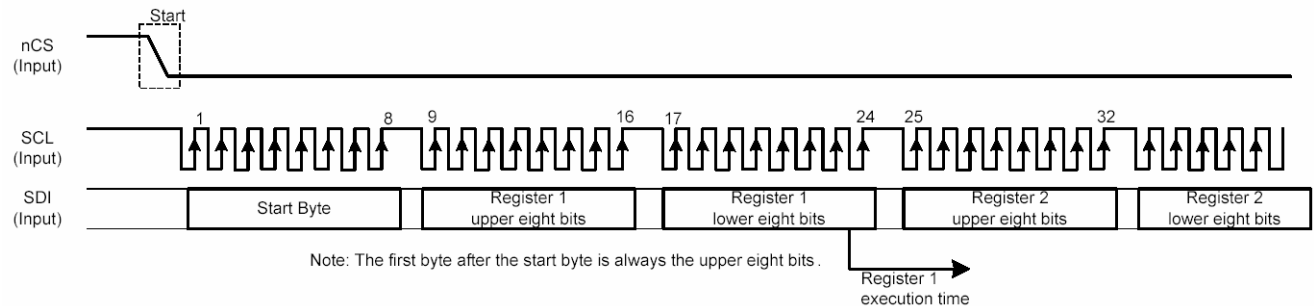 Start
nCS
(Input)
1 8 9 16 17 24 25 32
SCL
(Input)
SDI
(Input)
Start Byte
Register 1
upper eight bits
Register 1
lower eight bits
Register 2
upper eight bits
Register 2
lower eight bits
Note: The first byte after the start byte is always the upper eight bits.
Register 1
execution time